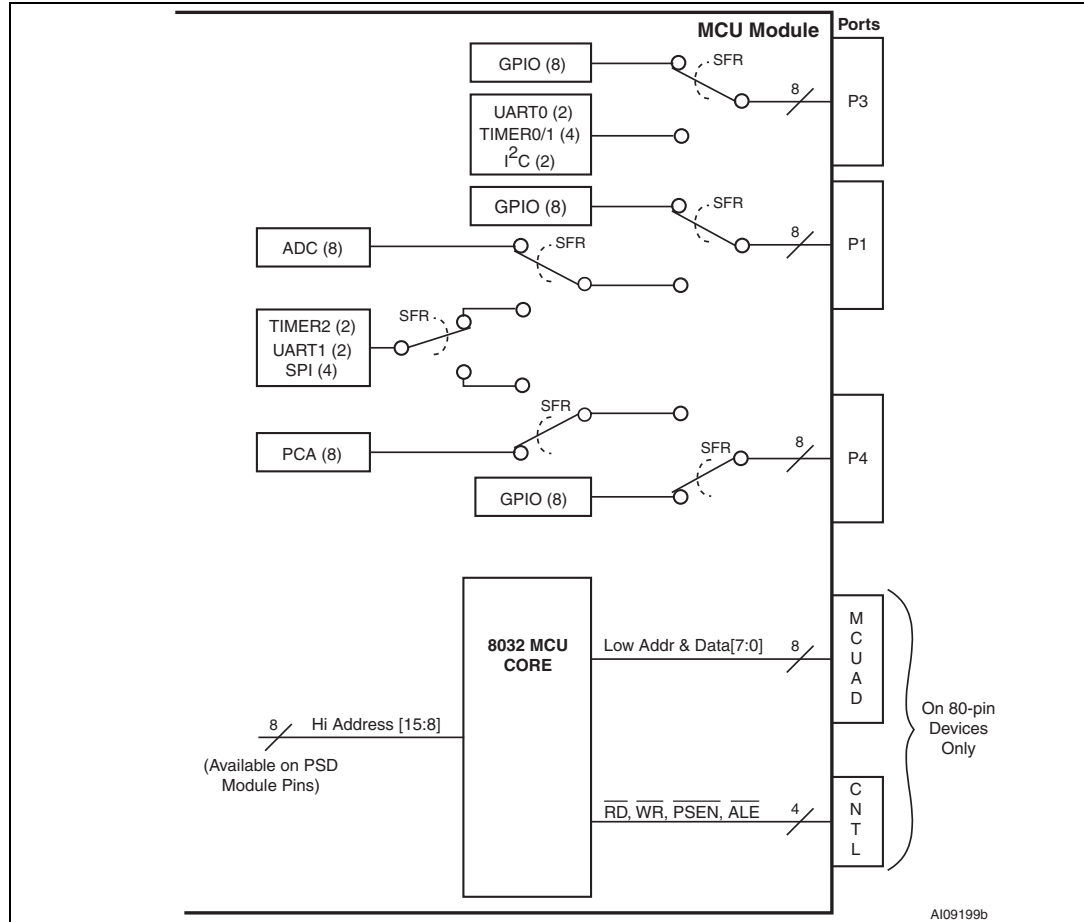 MCU Module
Ports
GPIO (8)
SFR
8
P3
UART0 (2)
TIMER0/1 (4)
I2C (2)
GPIO (8)
SFR
8
P1
ADC (8)
SFR
TIMER2 (2)
UART1 (2)
SPI (4)
SFR
PCA (8)
SFR
SFR
8
P4
GPIO (8)
8032 MCU
CORE
Low Addr & Data[7:0]
8
MCUAD
8
Hi Address [15:8]
(Available on PSD
Module Pins)
RD, WR, PSEN, ALE
4
CNTL
On 80-pin
Devices
Only
AI09199b